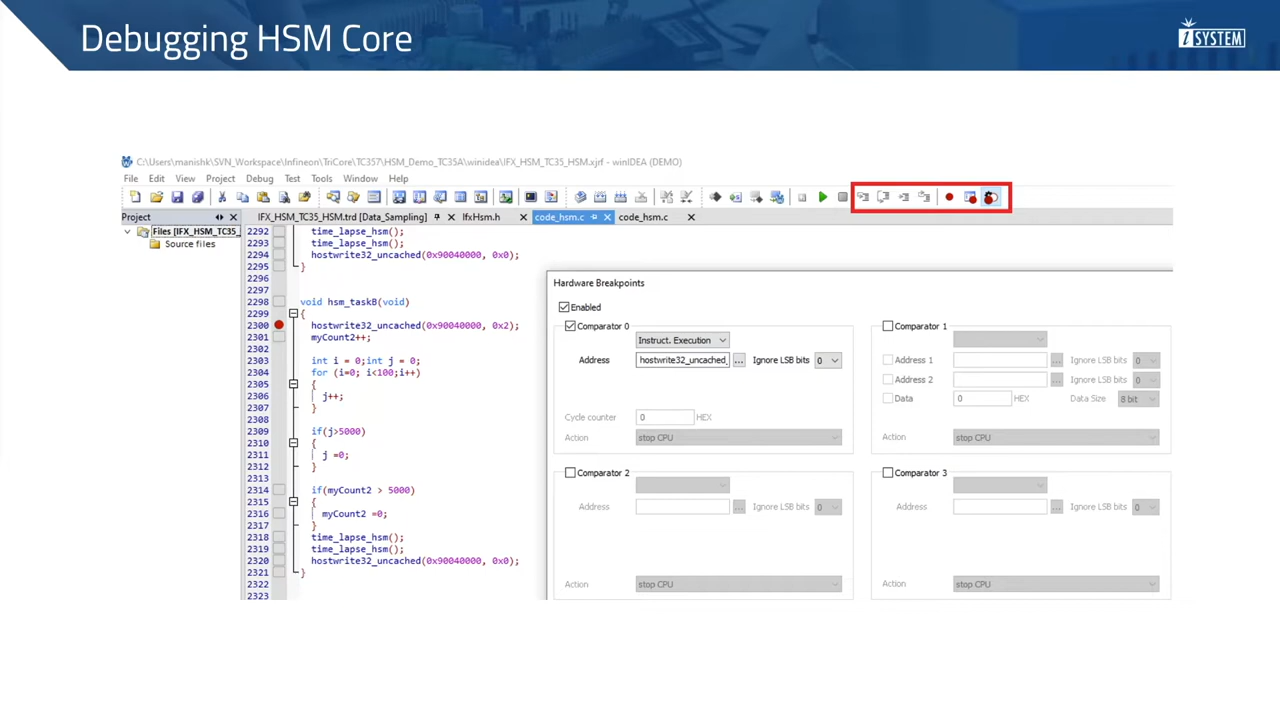 Debugging HSM Core
iSYSTEM
C:\Users\manishk\SVN_Workspace\Infineon\TriCore\TC357\HSM_Demo_TC35A\winidea\IFX_HSM_TC35_HSM.xjrf - winIDEA (DEMO)
File Edit View Project Debug Test Tools Window Help
Project
IFX_HSM_TC35_HSM.trd [Data_Sampling] IfxHsm.h code_hsm.c code_hsm.c
Files [IFX_HSM_TC35_
Source files
2292 time_lapse_hsm();
2293 time_lapse_hsm();
2294 hostwrite32_uncached(0x90040000, 0x0);
2295 }
2296
2297
2298 void hsm_taskB(void)
2299 {
2300 hostwrite32_uncached(0x90040000, 0x2);
2301 myCount2++;
2302
2303 int i = 0;int j = 0;
2304 for (i=0; i<100;i++)
2305 {
2306 j++;
2307 }
2308
2309 if(j>5000)
2310 {
2311 j =0;
2312 }
2313
2314 if(myCount2 > 5000)
2315 {
2316 myCount2 =0;
2317 }
2318 time_lapse_hsm();
2319 time_lapse_hsm();
2320 hostwrite32_uncached(0x90040000, 0x0);
2321 }
2322
2323
Hardware Breakpoints
Enabled
Comparator 0
Instruct. Execution
Address hostwrite32_uncached_ ... Ignore LSB bits 0
Cycle counter 0 HEX
Action stop CPU
Comparator 1
Address 1 ... Ignore LSB bits 0
Address 2 ... Ignore LSB bits 0
Data 0 HEX Data Size 8 bit
Action stop CPU
Comparator 2
Address ... Ignore LSB bits 0
Action stop CPU
Comparator 3
Address ... Ignore LSB bits 0
Action stop CPU